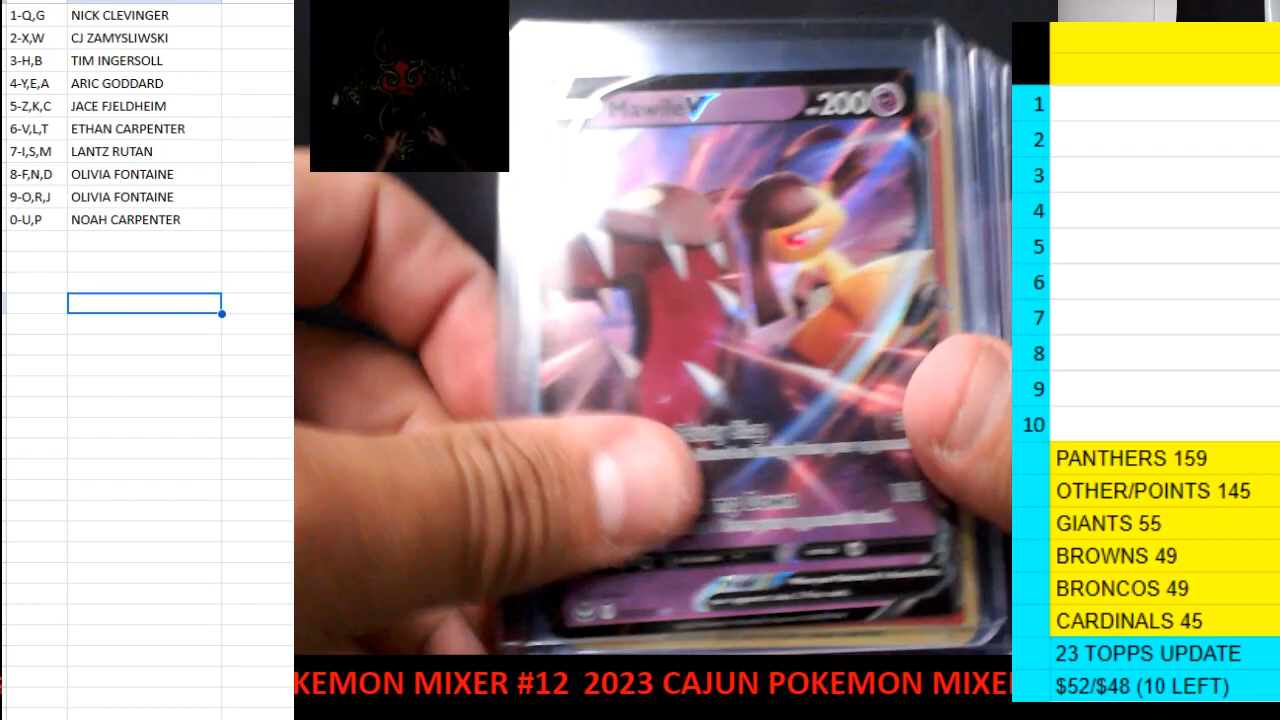 1-Q,G NICK CLEVINGER
2-X,W CJ ZAMYSLIWSKI
3-H,B TIM INGERSOLL
4-Y,E,A ARIC GODDARD
5-Z,K,C JACE FJELDHEIM
6-V,L,T ETHAN CARPENTER
7-I,S,M LANTZ RUTAN
8-F,N,D OLIVIA FONTAINE
9-O,R,J OLIVIA FONTAINE
0-U,P NOAH CARPENTER
Mawile V 200
1
2
3
4
5
6
7
8
9
10
PANTHERS 159
OTHER/POINTS 145
GIANTS 55
BROWNS 49
BRONCOS 49
CARDINALS 45
23 TOPPS UPDATE
$52/$48 (10 LEFT)
KEMON MIXER #12 2023 CAJUN POKEMON MIXE